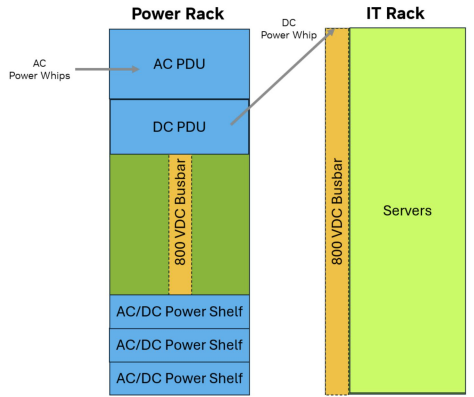 Power Rack
IT Rack
DC
Power Whip
AC
Power Whips
AC PDU
DC PDU
800 VDC Busbar
800 VDC Busbar
Servers
AC/DC Power Shelf
AC/DC Power Shelf
AC/DC Power Shelf